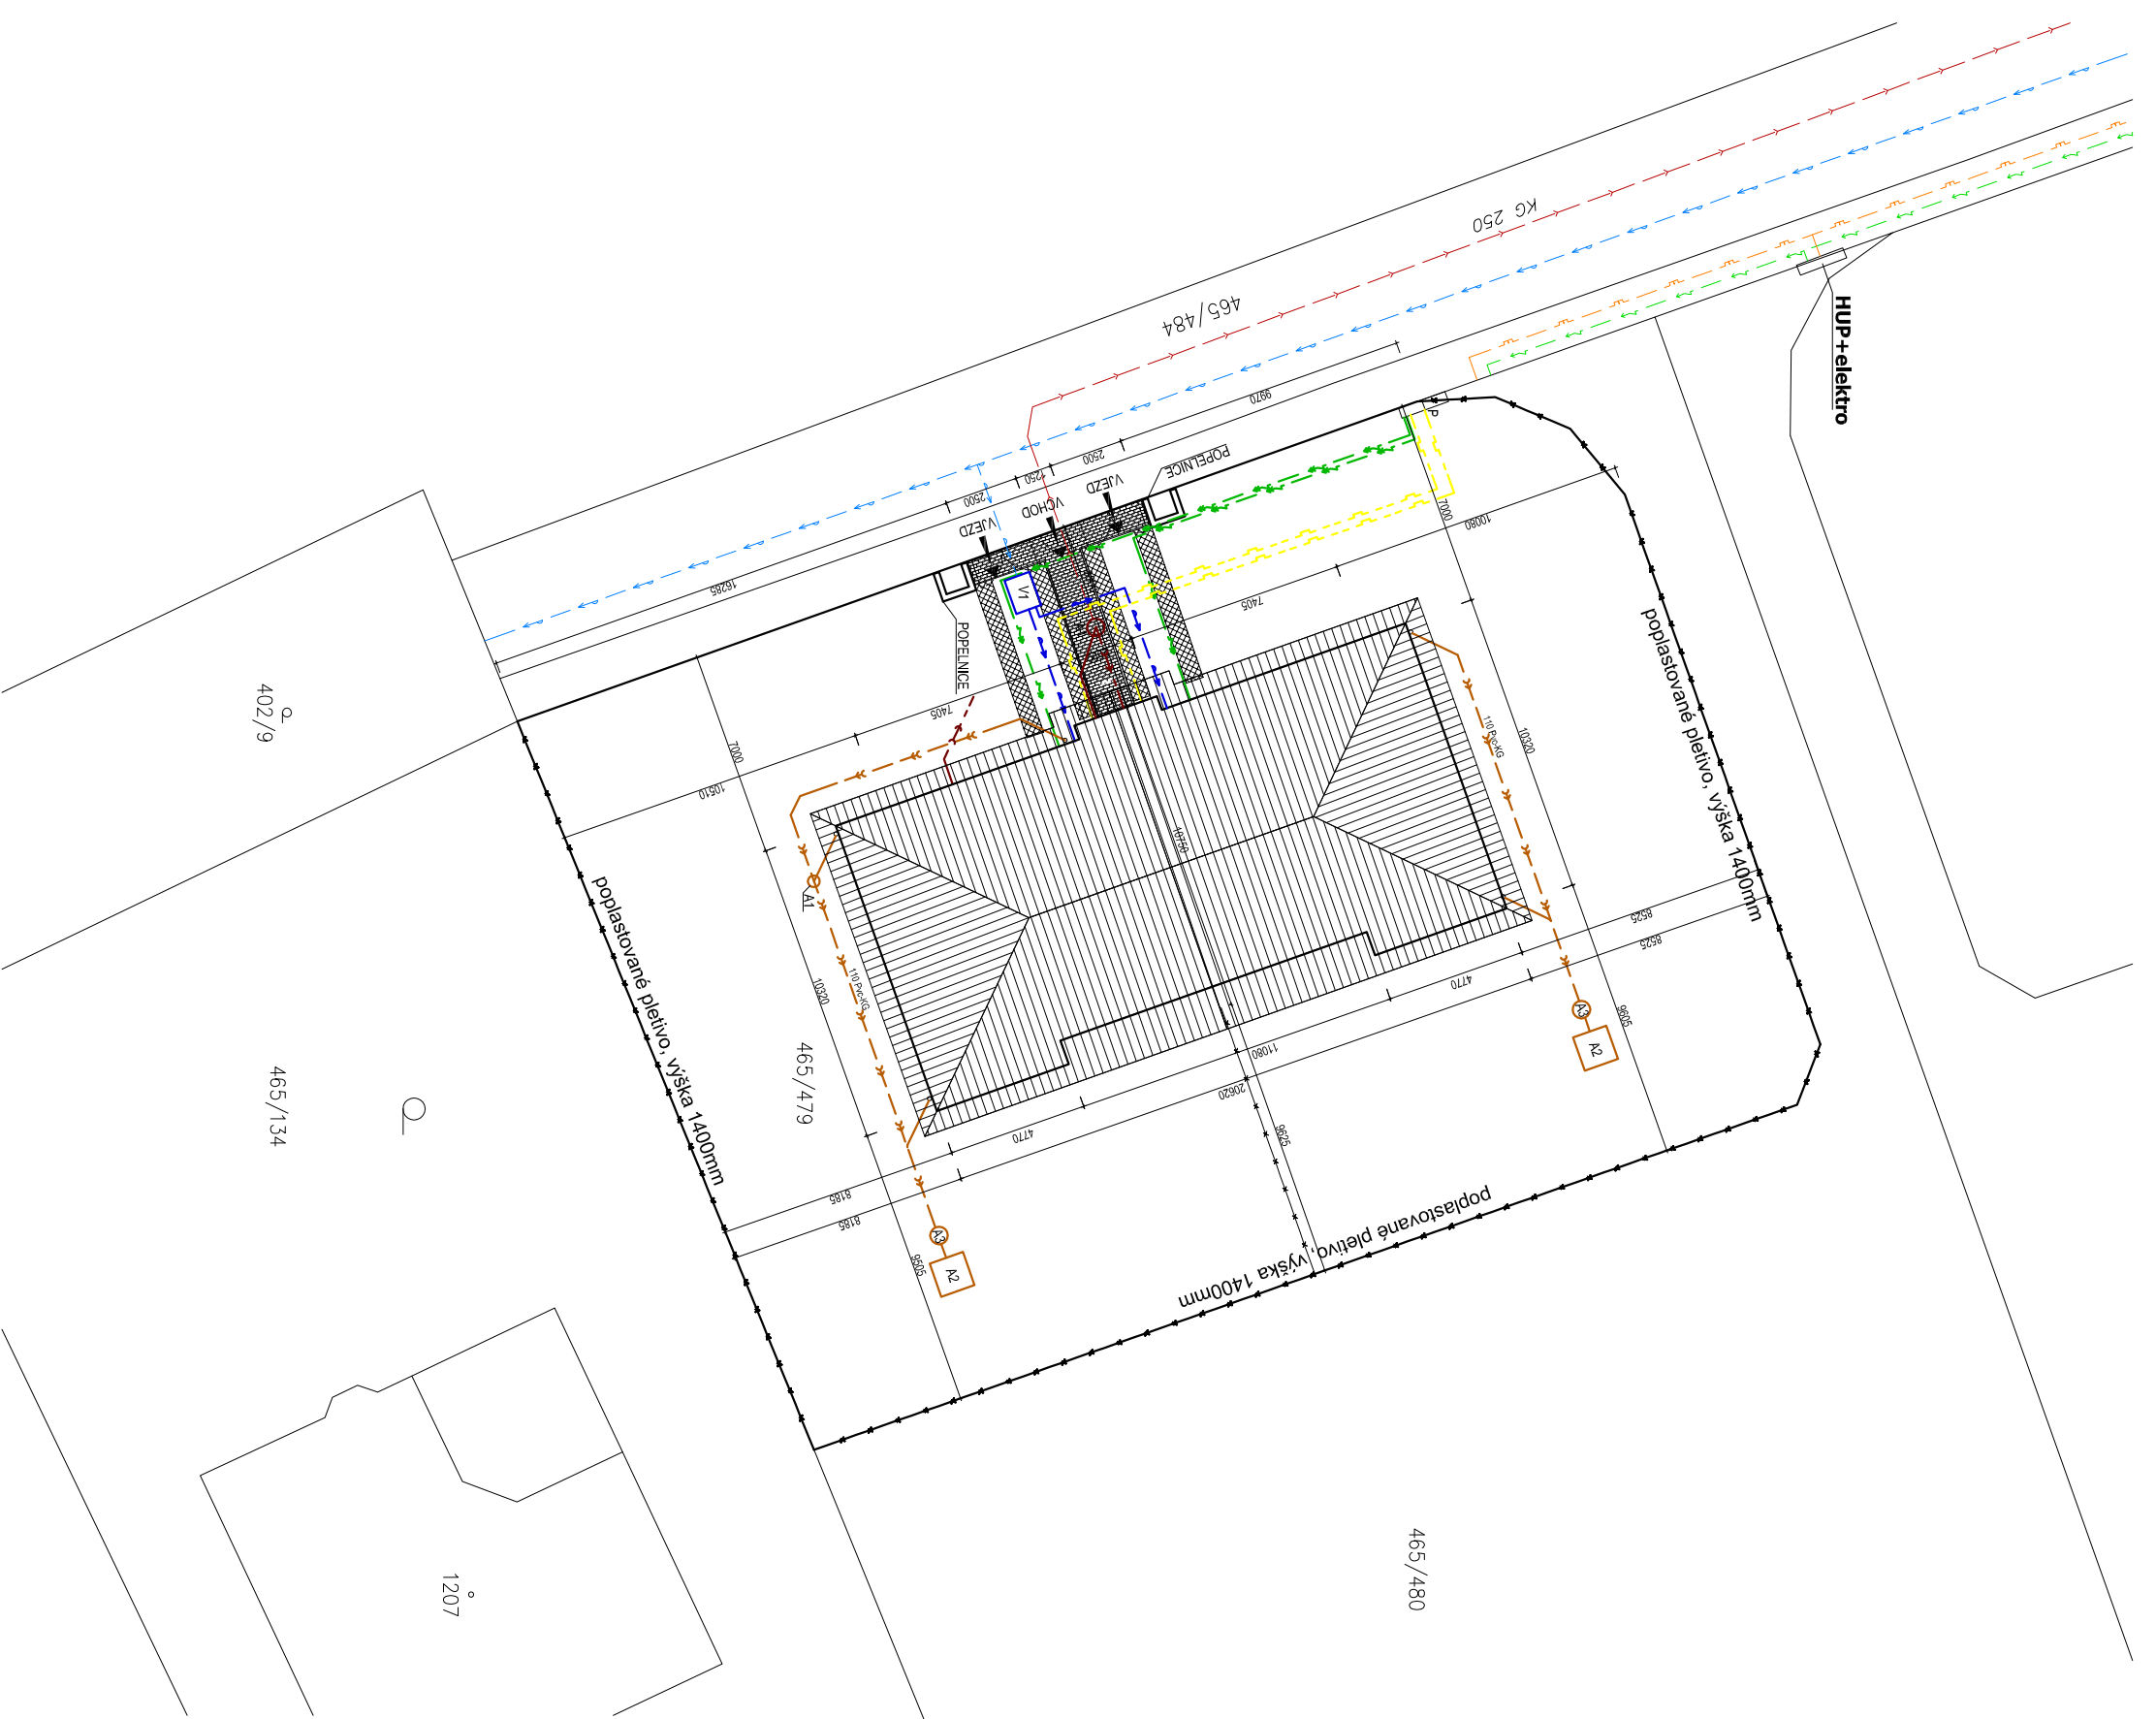 KG 250
465/484
HUP+elektro
9970
2500
1250
2500
16285
POPELNICE
VJEZD
VCHOD
VJEZD
P
7000
10080
7405
V1
POPELNICE
402/9
7405
7000
10510
poplastované pletivo, výška 1400mm
110 Pvc-KG
10320
10750
A1
poplastované pletivo, výška 1400mm
8525
8525
4770
110 Pvc-KG
10320
9605
A3
A2
465/479
11080
20620
465/134
4770
9625
8185
8185
A3
A2
9505
poplastované pletivo, výška 1400mm
1207
465/480